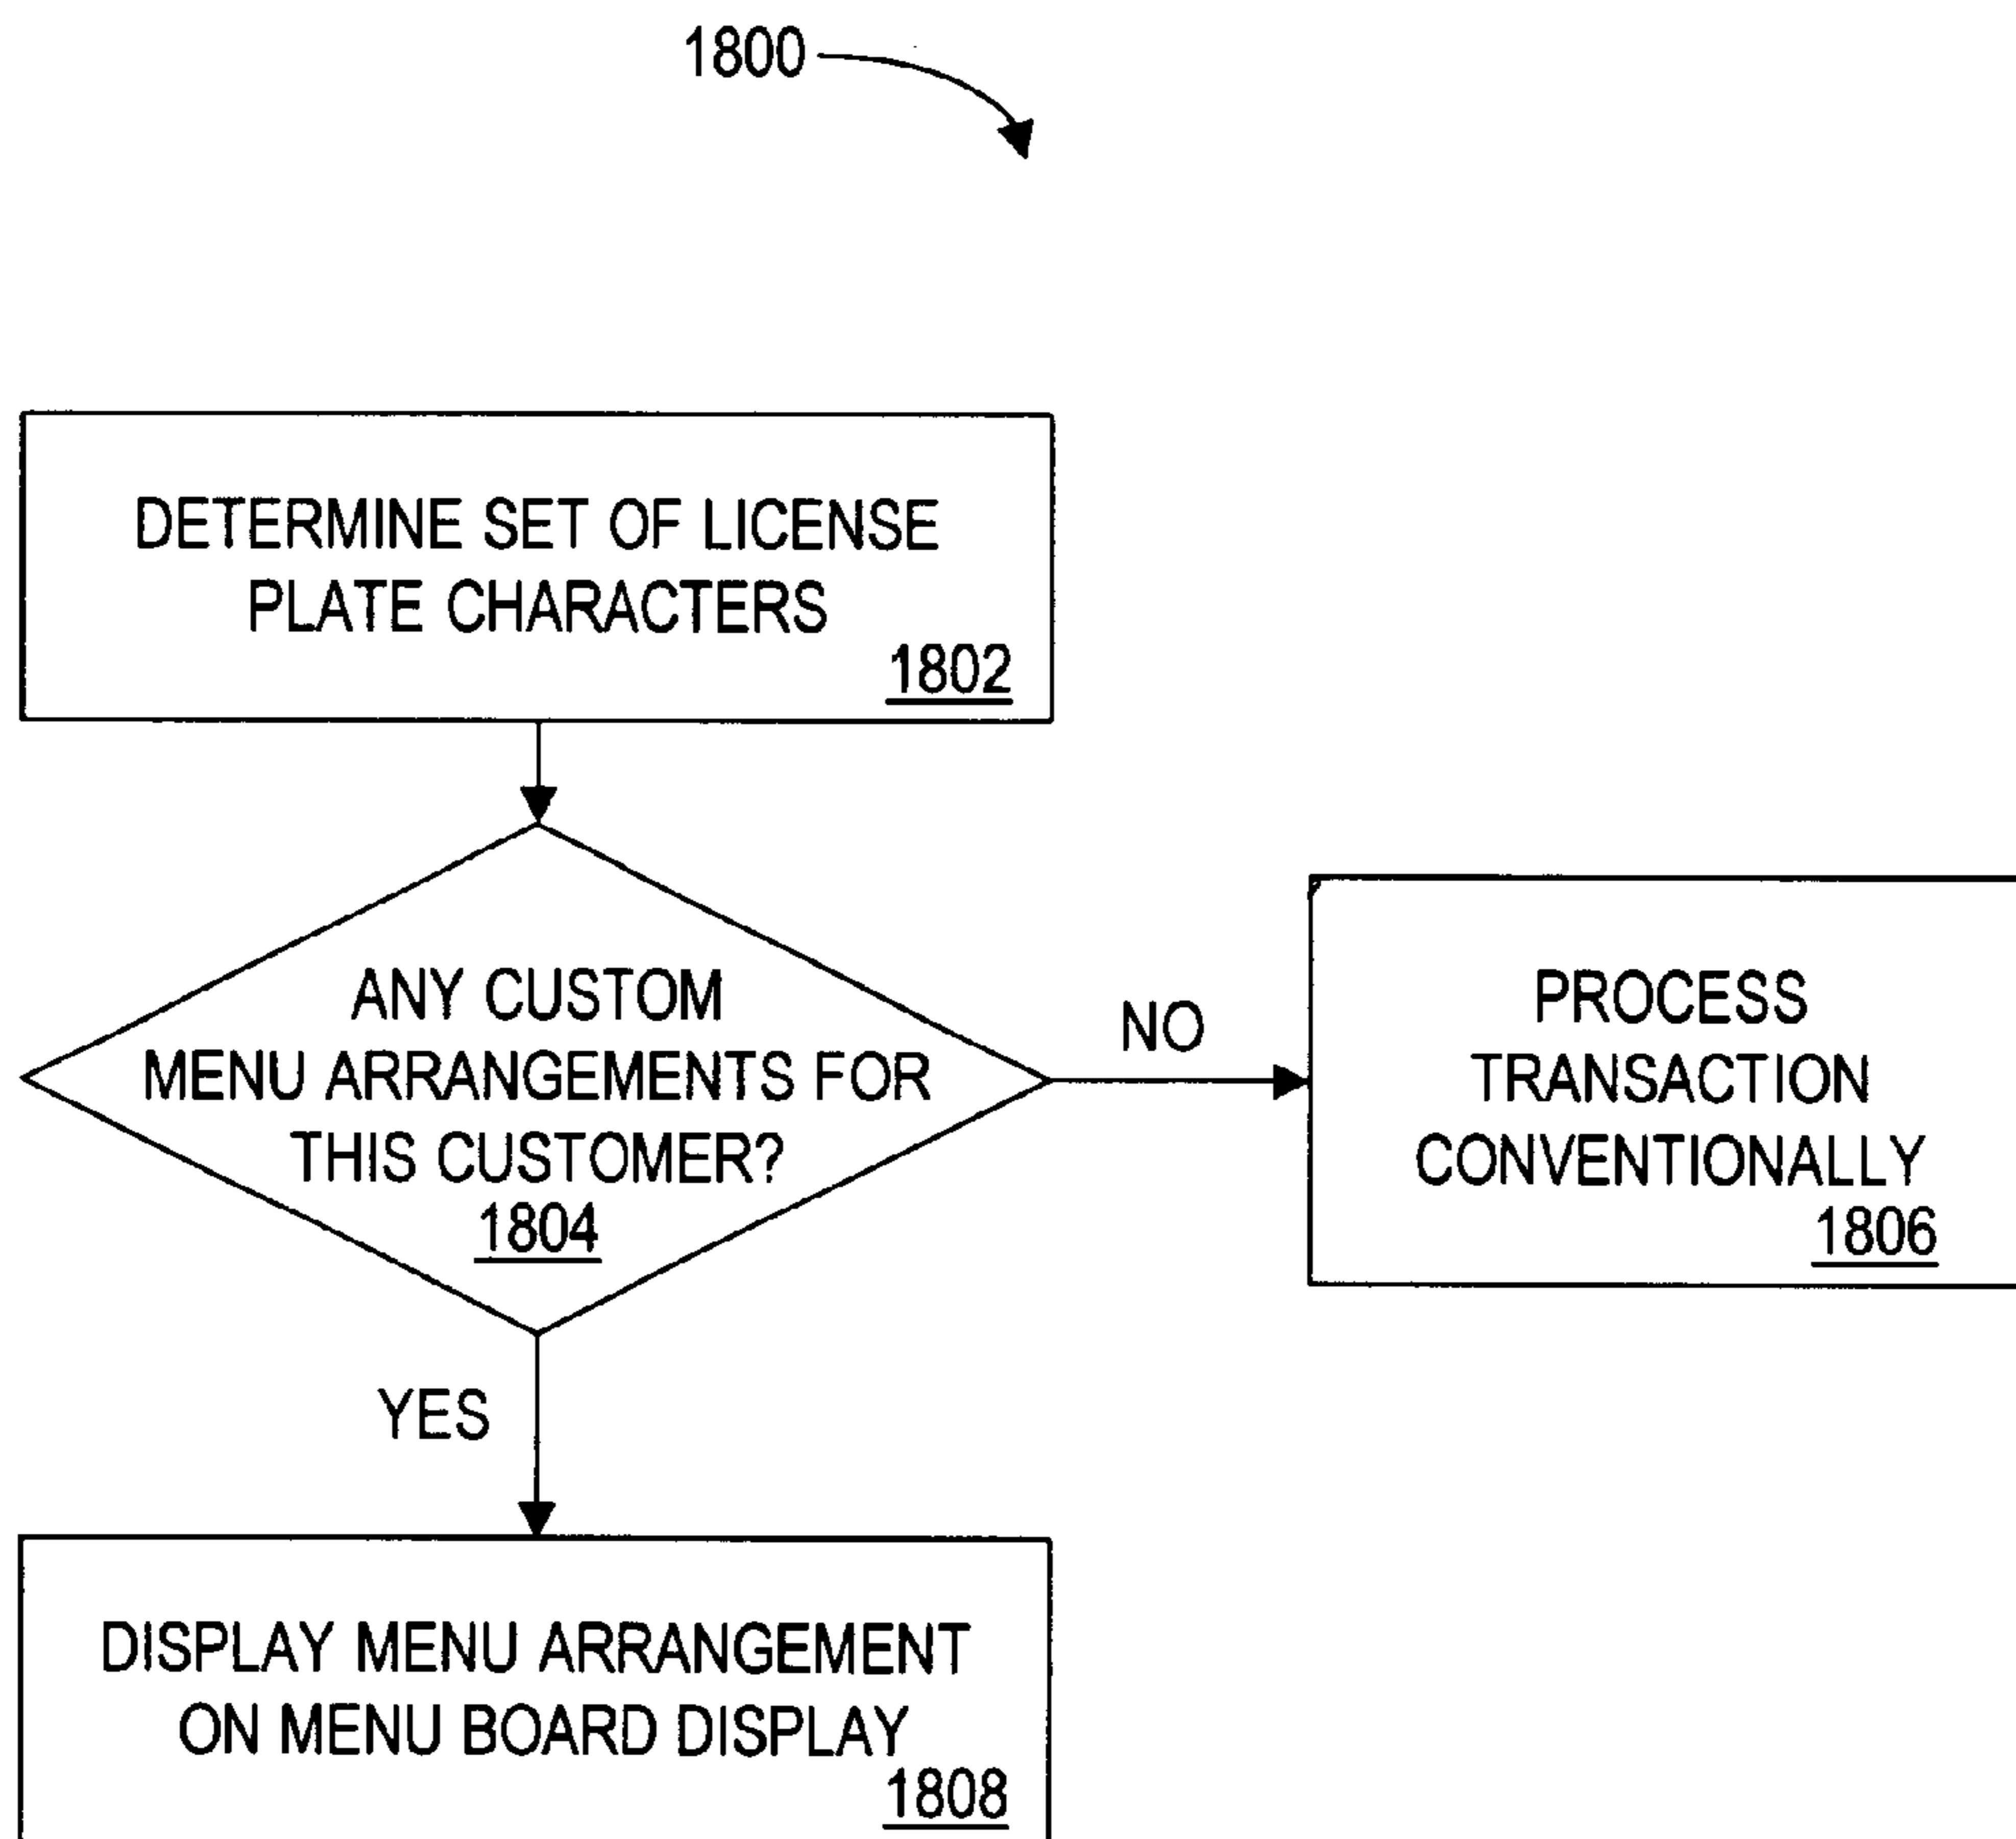 1800
DETERMINE SET OF LICENSE
PLATE CHARACTERS
1802
ANY CUSTOM
MENU ARRANGEMENTS FOR
THIS CUSTOMER?
1804
NO
PROCESS
TRANSACTION
CONVENTIONALLY
1806
YES
DISPLAY MENU ARRANGEMENT
ON MENU BOARD DISPLAY
1808